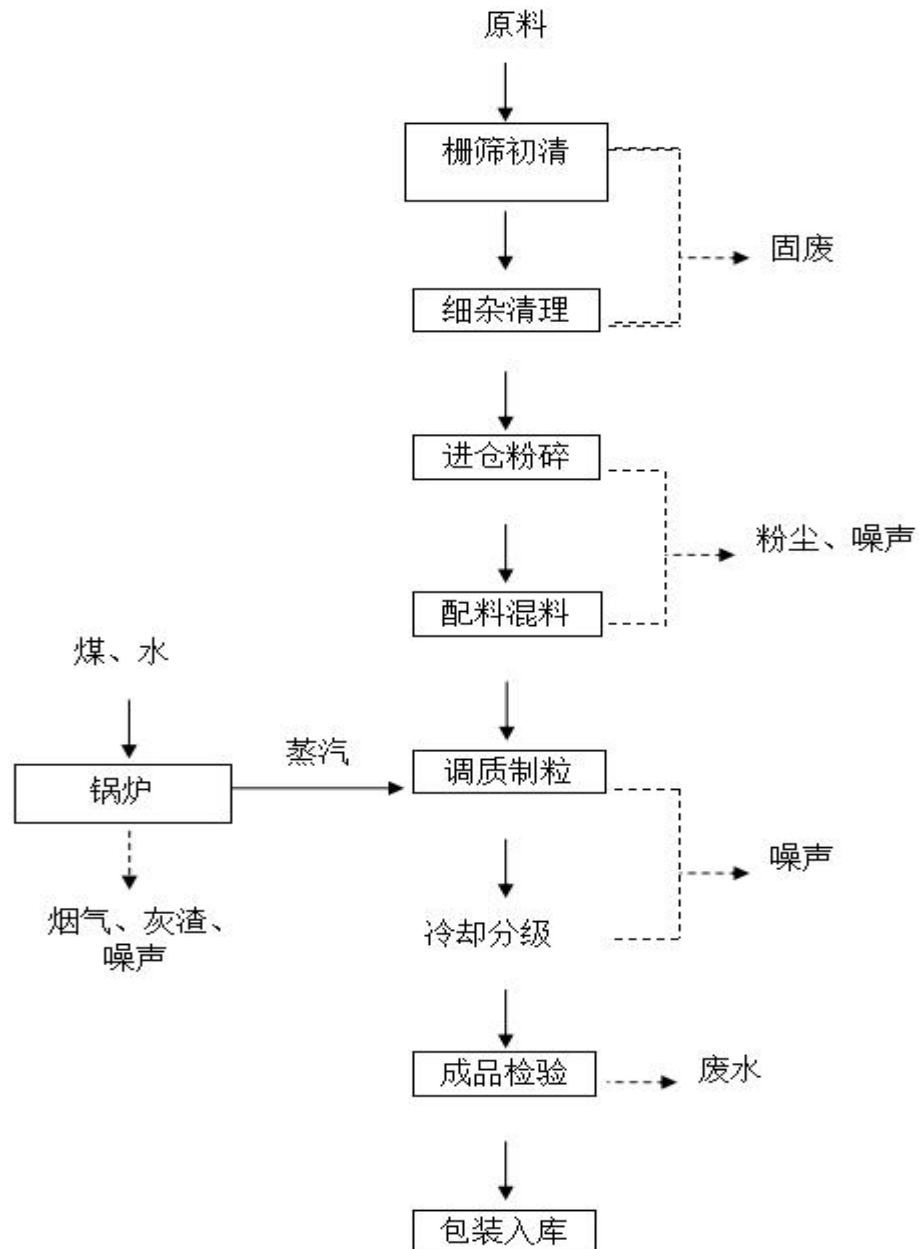 原料
栅筛初清
固废
细杂清理
进仓粉碎
粉尘、噪声
配料混料
煤、水
蒸汽
调质制粒
锅炉
噪声
烟气、灰渣、
噪声
冷却分级
成品检验
废水
包装入库